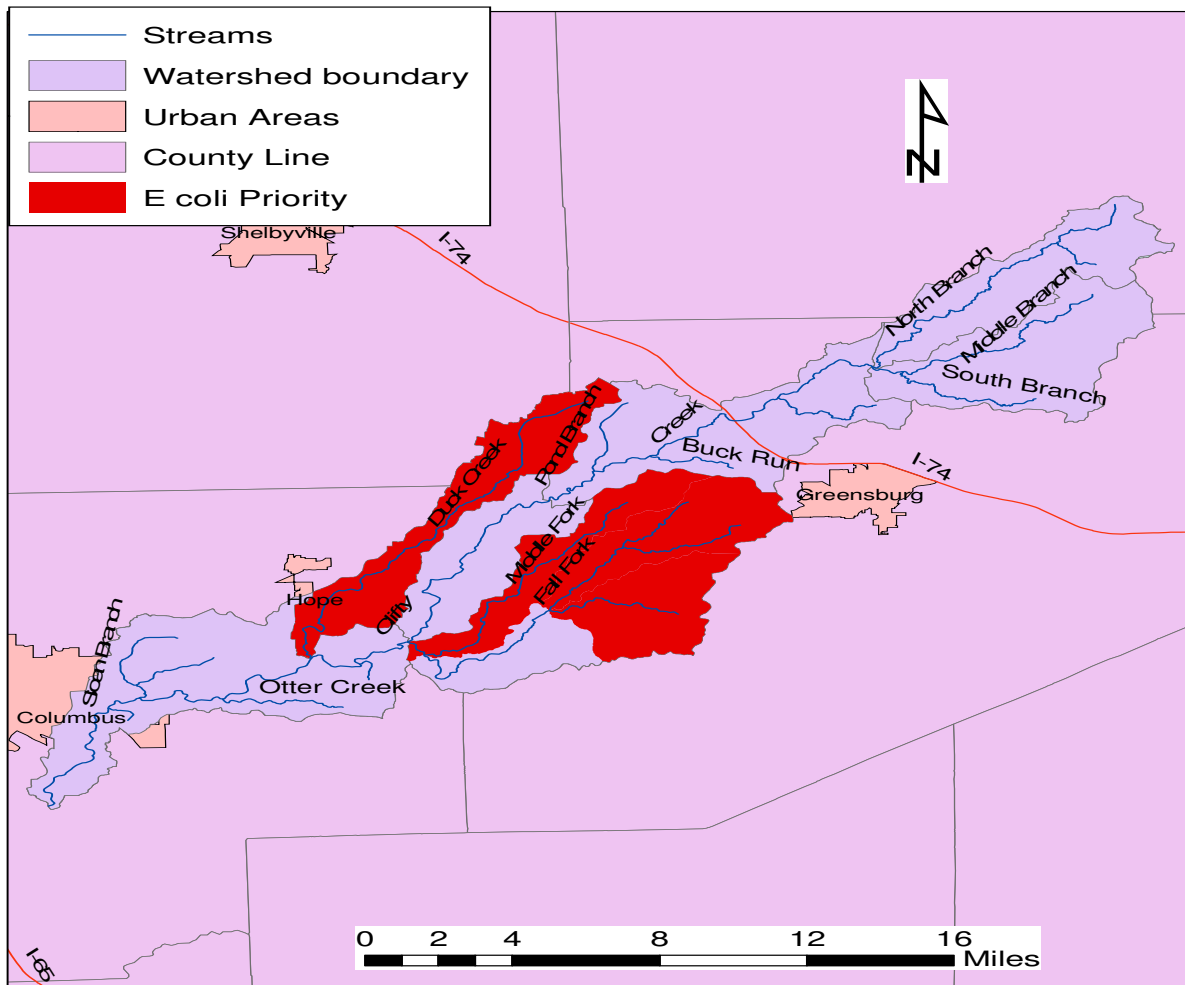 Streams
Watershed boundary
Urban Areas
County Line
E coli Priority
N
Shelbyville
I-74
North Branch
Middle Branch
South Branch
Pond Branch
Creek
Buck Run
I-74
Greensburg
Duck Creek
Middle Fork
Fall Fork
Hope
Clifty
Sloan Branch
Otter Creek
Columbus
I-65
0 2 4 8 12 16
Miles